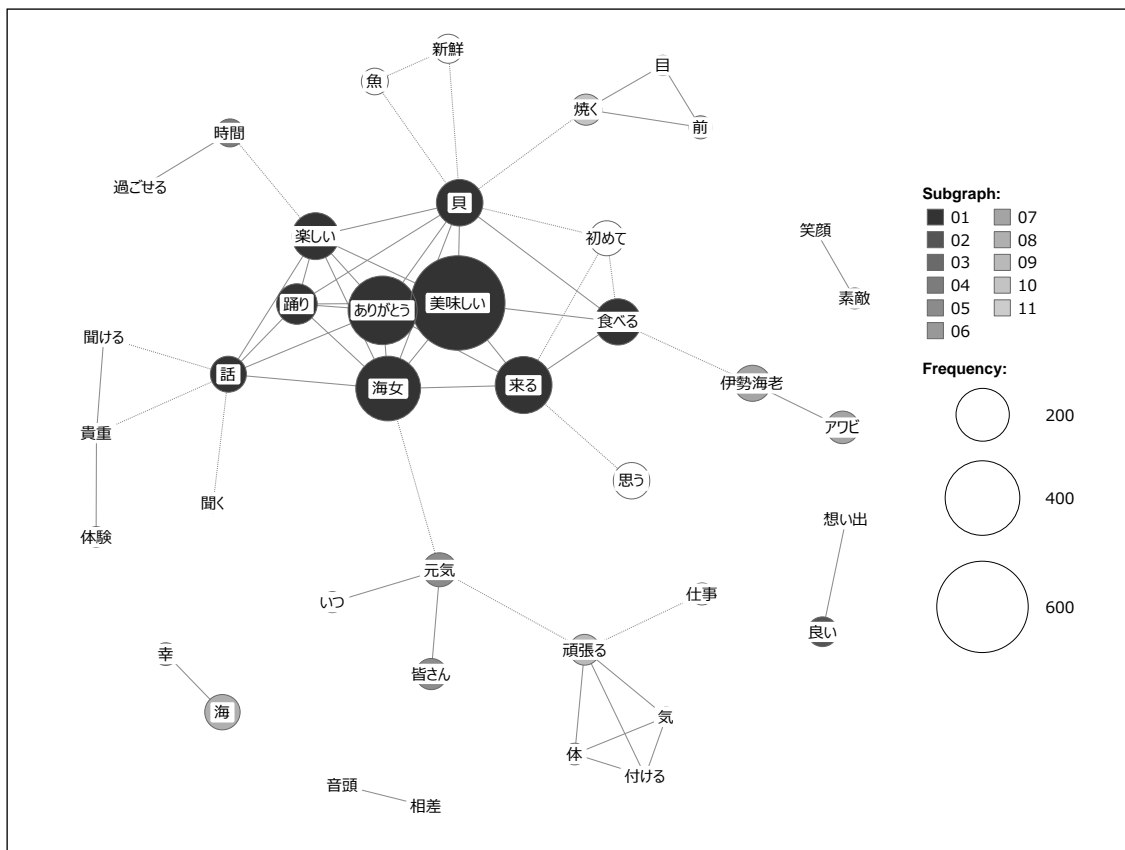 新鮮
魚
目
焼く
前
時間
過ごせる
貝
楽しい
初めて
笑顔
素敵
美味しい
踊り
ありがとう
食べる
聞ける
話
海女
来る
伊勢海老
アワビ
貴重
思う
聞く
体験
想い出
元気
いつ
仕事
良い
頑張る
皆さん
幸
海
気
体
付ける
音頭
相差
Subgraph:
01 07
02 08
03 09
04 10
05 11
06
Frequency:
200
400
600